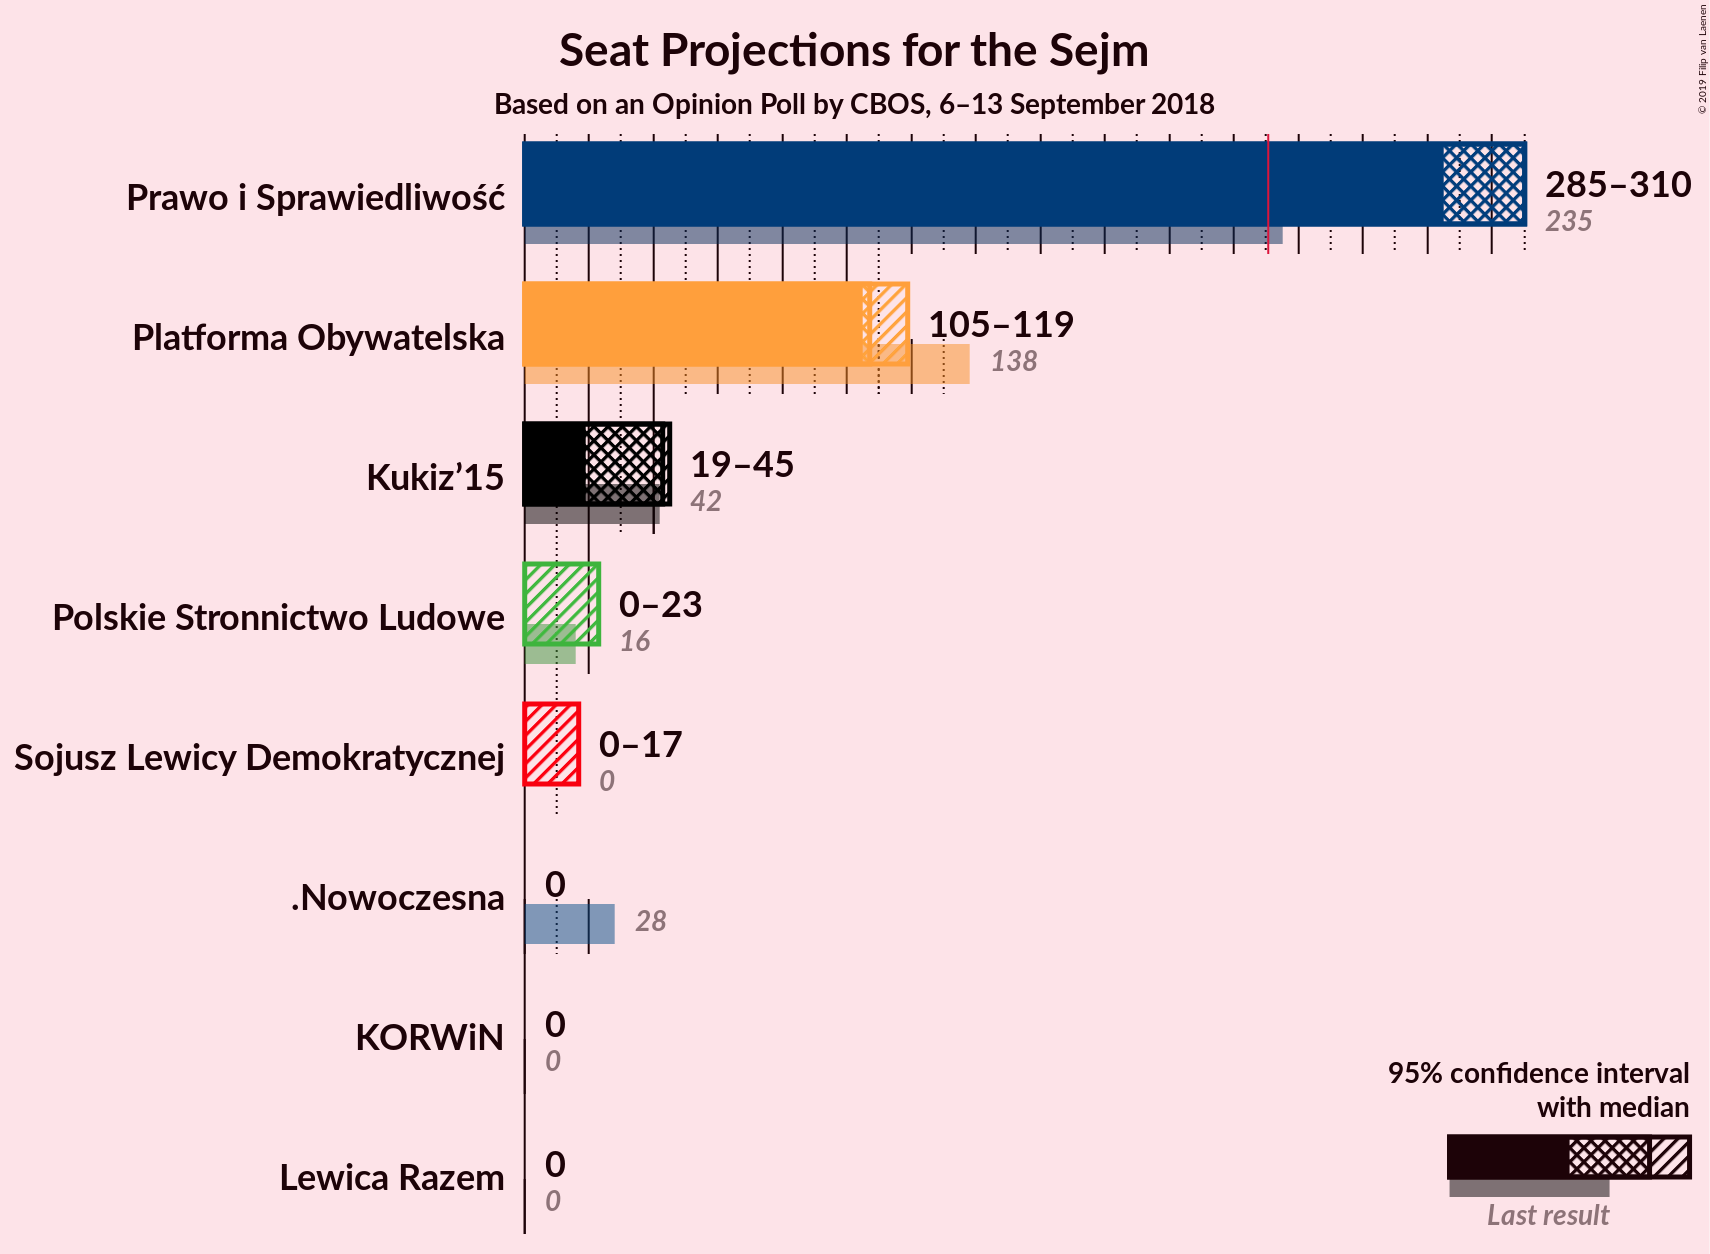 Seat Projections for the Sejm
Based on an Opinion Poll by CBOS, 6–13 September 2018
© 2019 Filip van Laenen
Prawo i Sprawiedliwość
285–310
235
Platforma Obywatelska
105–119
138
Kukiz’15
19–45
42
Polskie Stronnictwo Ludowe
0–23
16
Sojusz Lewicy Demokratycznej
0–17
0
.Nowoczesna
0
28
KORWiN
0
0
Lewica Razem
0
0
95% confidence interval
with median
Last result